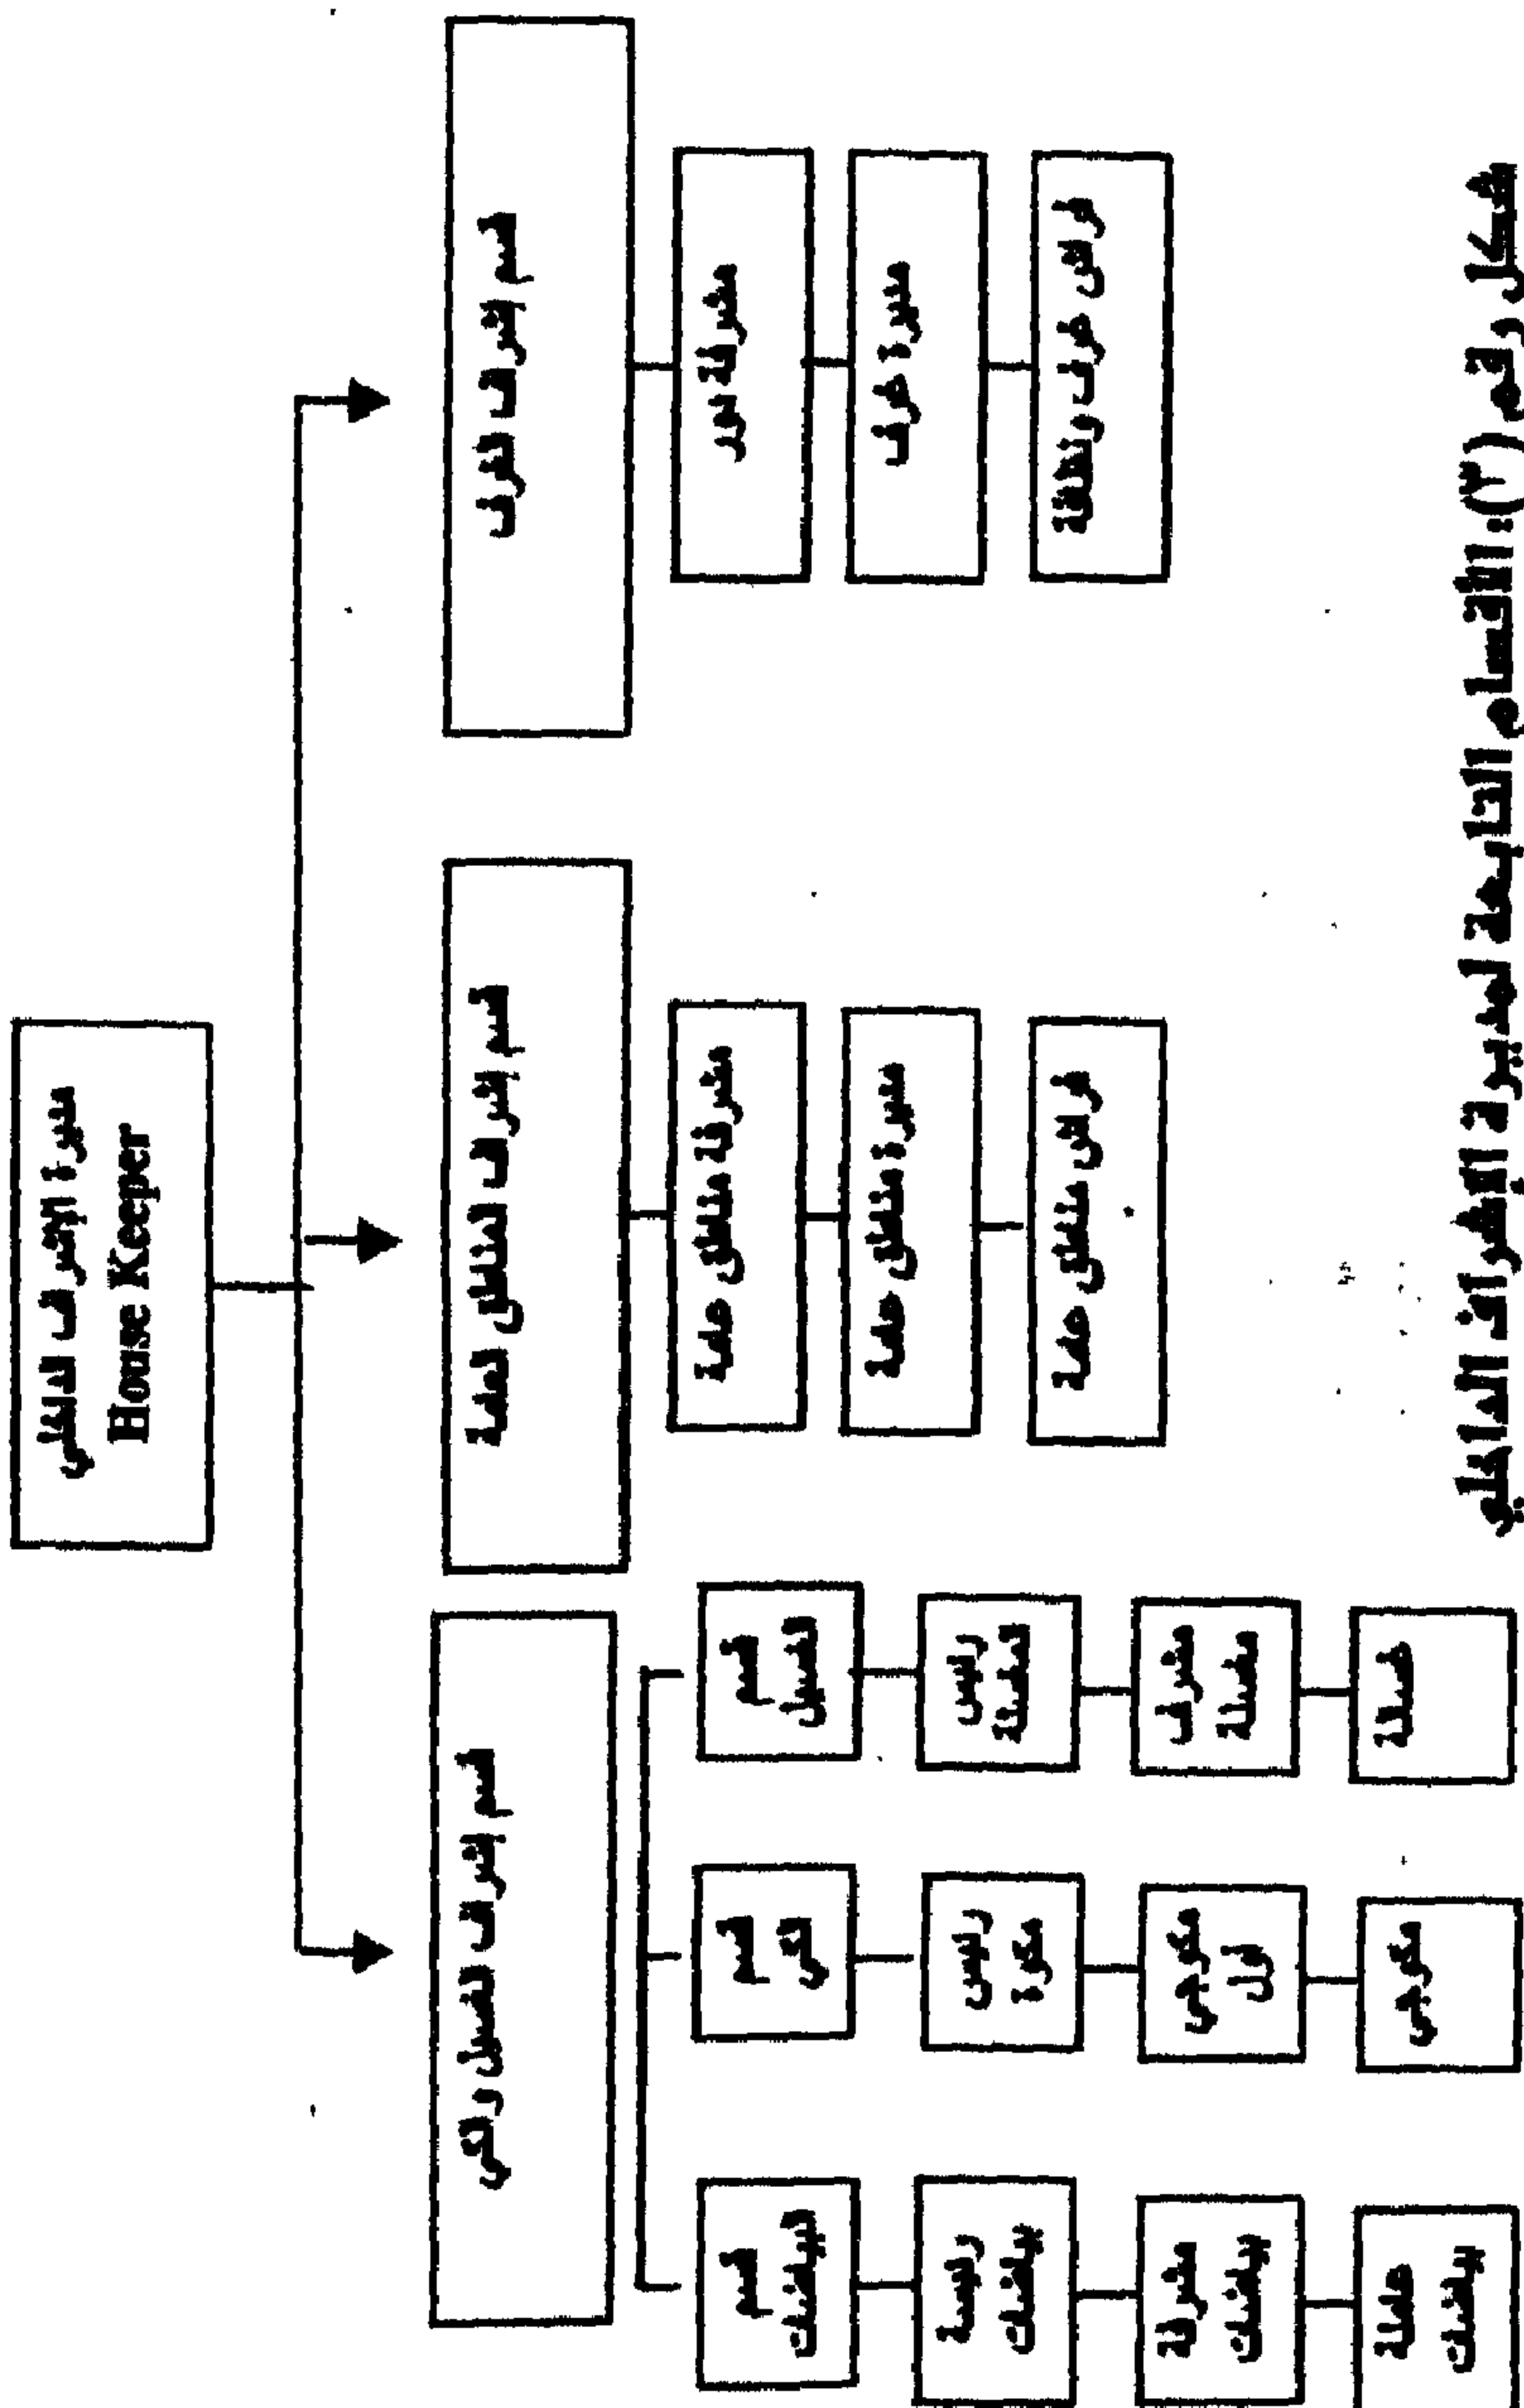 مديرة الإشراف الداخلي
House Keeper
قسم إشراف الغرف
مشرفة دور
مديرة غرف
فراش غرف ونظافة
قسم إشراف المناطق العامة
مشرفة مناطق عامة
مديرة مناطق عامة
فراش مناطق عامة
قسم إشراف الغسيل والكي
قسم
الغسيل
رئيس
مغسلة
مشرف
مغسلة
غسالة
قسم
الكي
رئيس
مكواة
مكوجي
أول
مكوجي
قسم
البياضات
رئيسة
بياضات
مشرفة
بياضات
عاملة
بياضات
شكل رقم (٣): الأقسام التابعة لمديرة الإشراف الداخلي